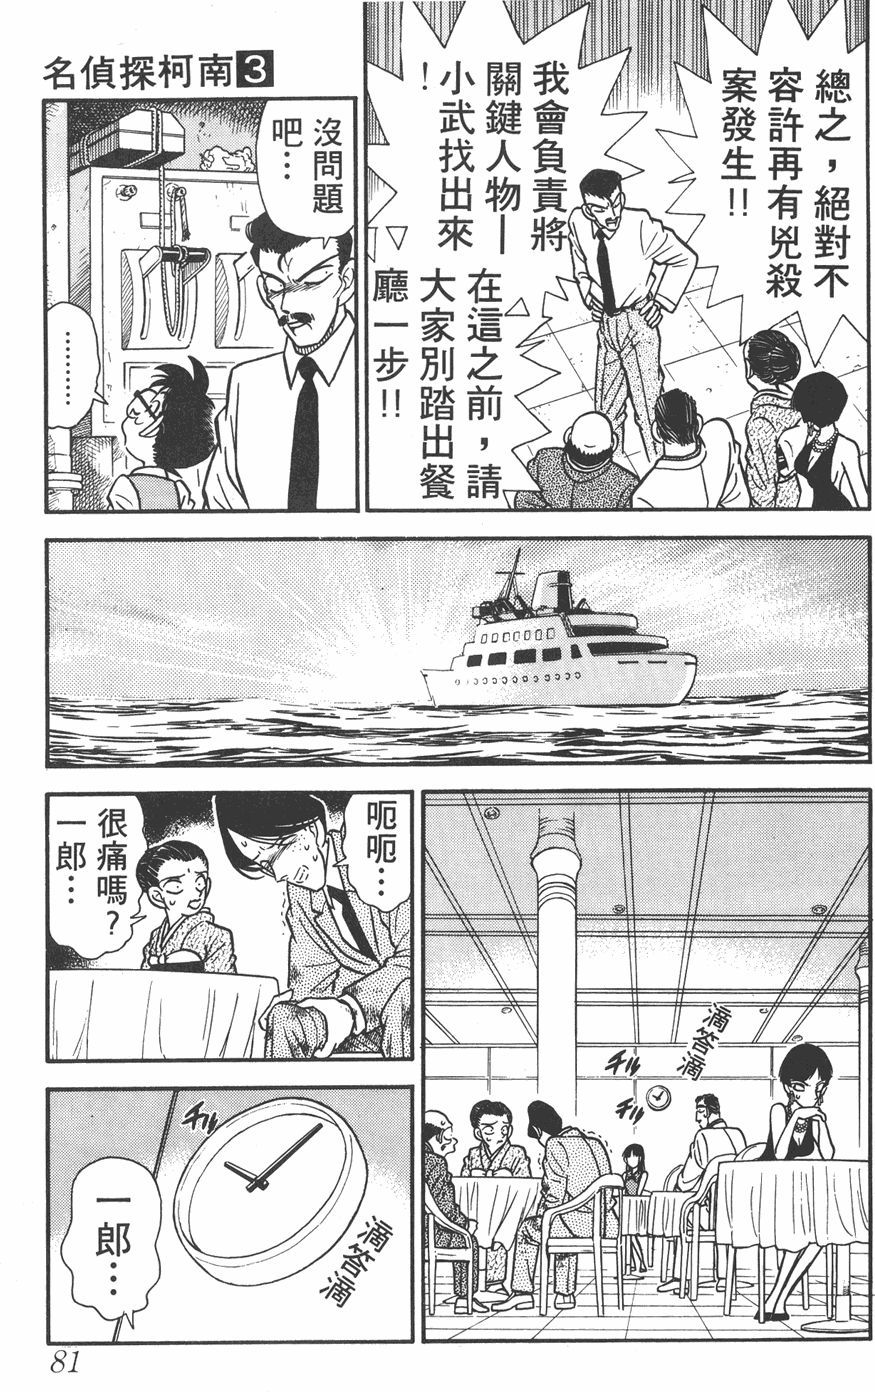 名偵探柯南3
總之，絕對不
容許再有兇殺
案發生!!
我會負責將
關鍵人物—
小武找出來
!
在這之前，請
大家別踏出餐
廳一步!!
沒問題
吧…
………
滴答滴
チル
チル
呃呃…
很痛嗎?
一郎…
チル
滴答滴
一郎…
81